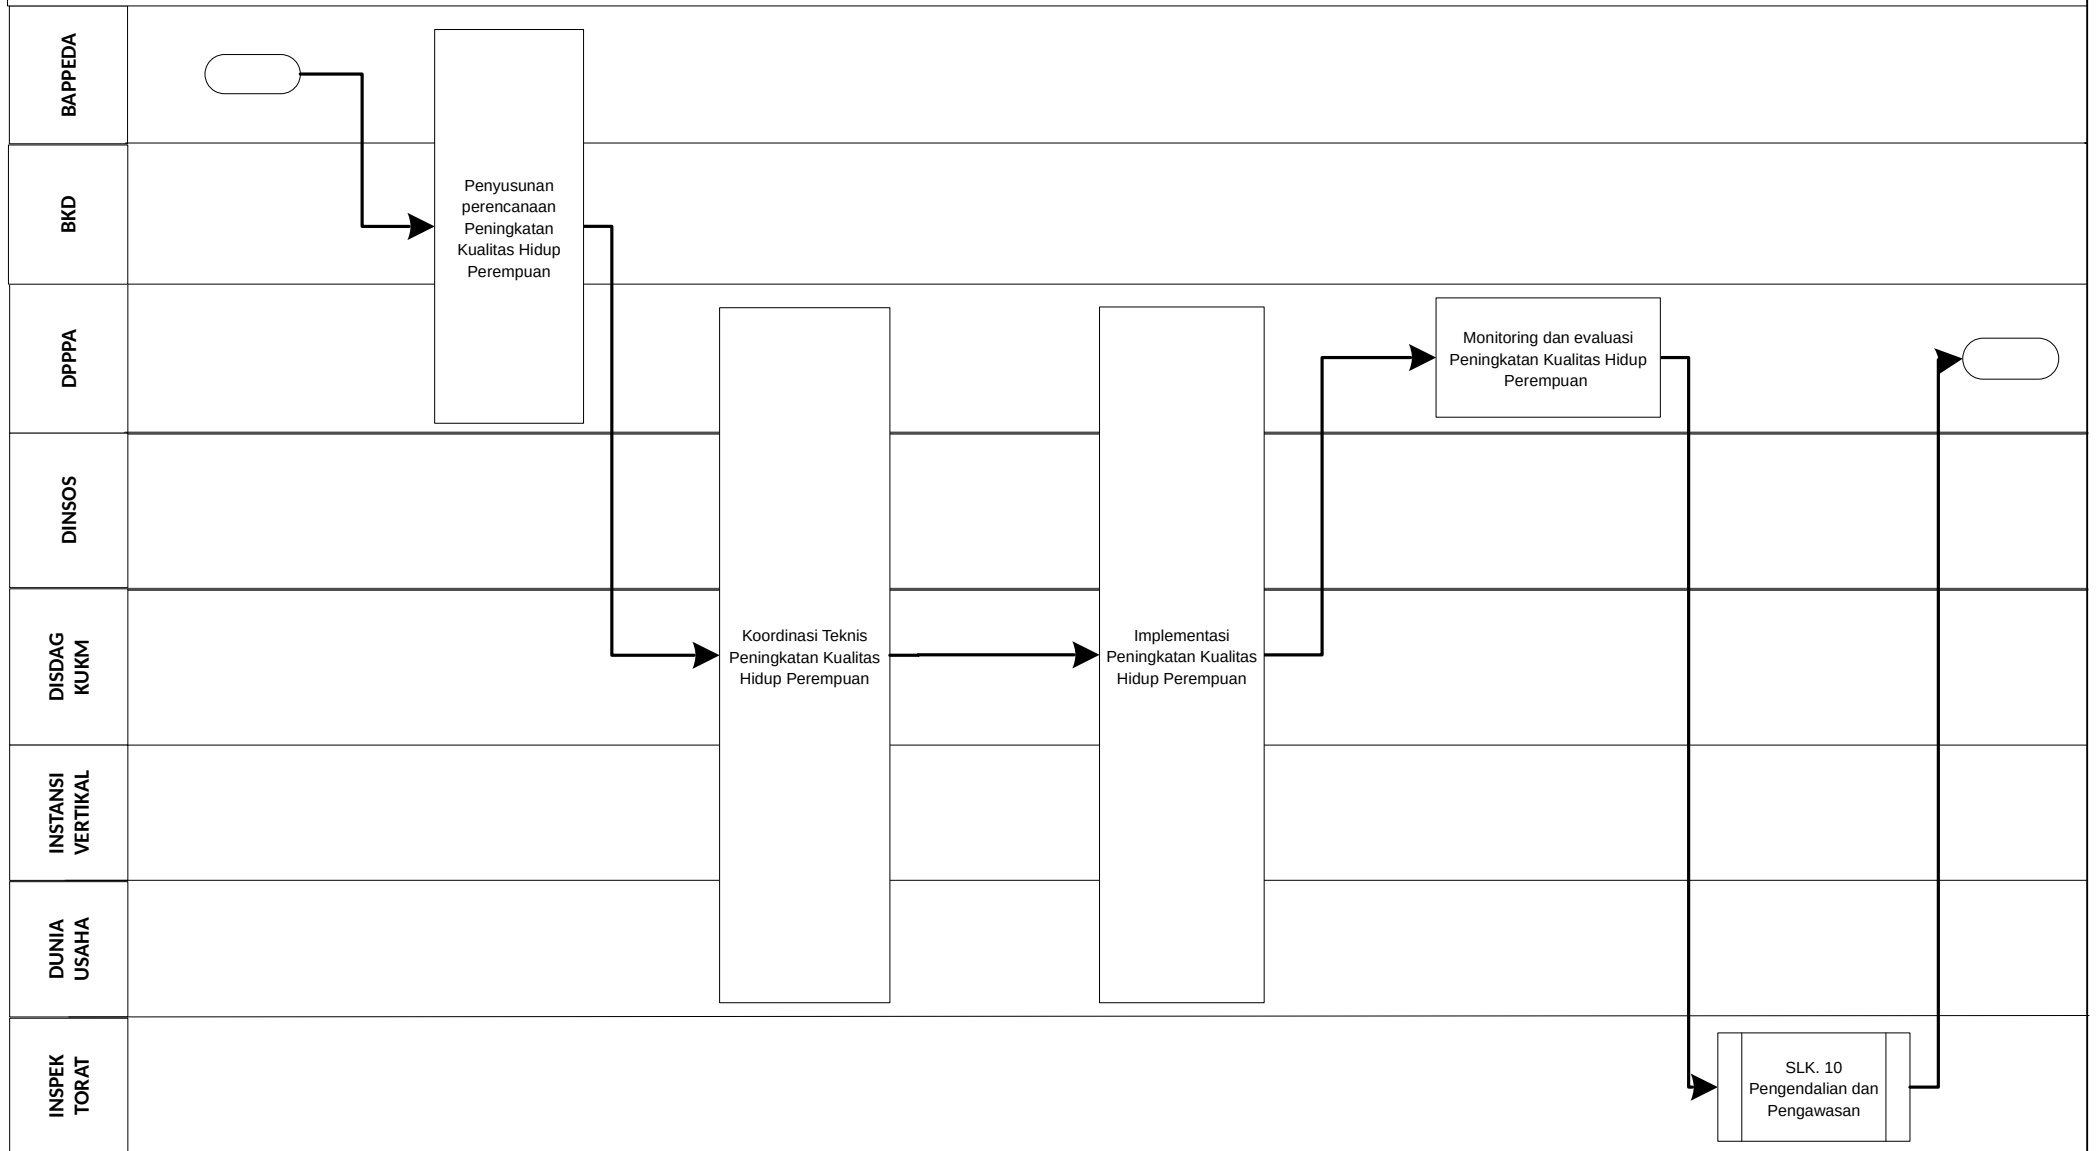 BAPPEDA
BKD
DPPPA
DINSOS
DISDAG
KUKM
INSTANSI
VERTIKAL
DUNIA
USAHA
INSPEK
TORAT
Penyusunan
perencanaan
Peningkatan
Kualitas Hidup
Perempuan
Koordinasi Teknis
Peningkatan Kualitas
Hidup Perempuan
Implementasi
Peningkatan Kualitas
Hidup Perempuan
Monitoring dan evaluasi
Peningkatan Kualitas Hidup
Perempuan
SLK. 10
Pengendalian dan
Pengawasan